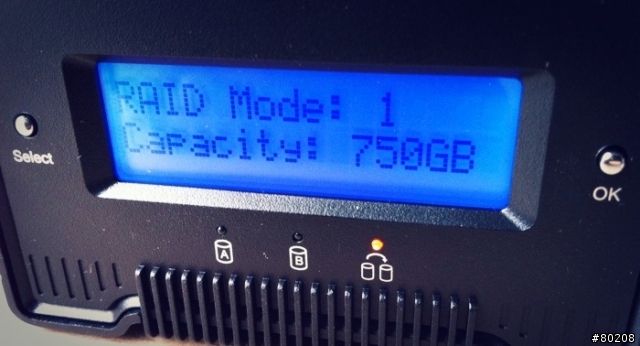 RAID Mode: 1
Capacity: 750GB
Select
OK
A
B
#80208